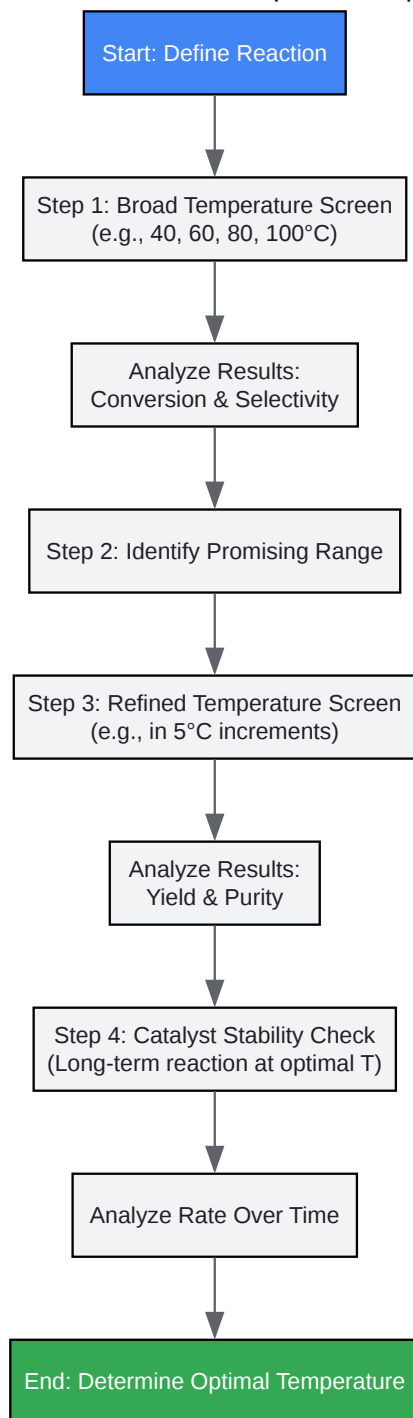 Start: Define Reaction
Step 1: Broad Temperature Screen
(e.g., 40, 60, 80, 100°C)
Analyze Results:
Conversion & Selectivity
Step 2: Identify Promising Range
Step 3: Refined Temperature Screen
(e.g., in 5°C increments)
Analyze Results:
Yield & Purity
Step 4: Catalyst Stability Check
(Long-term reaction at optimal T)
Analyze Rate Over Time
End: Determine Optimal Temperature